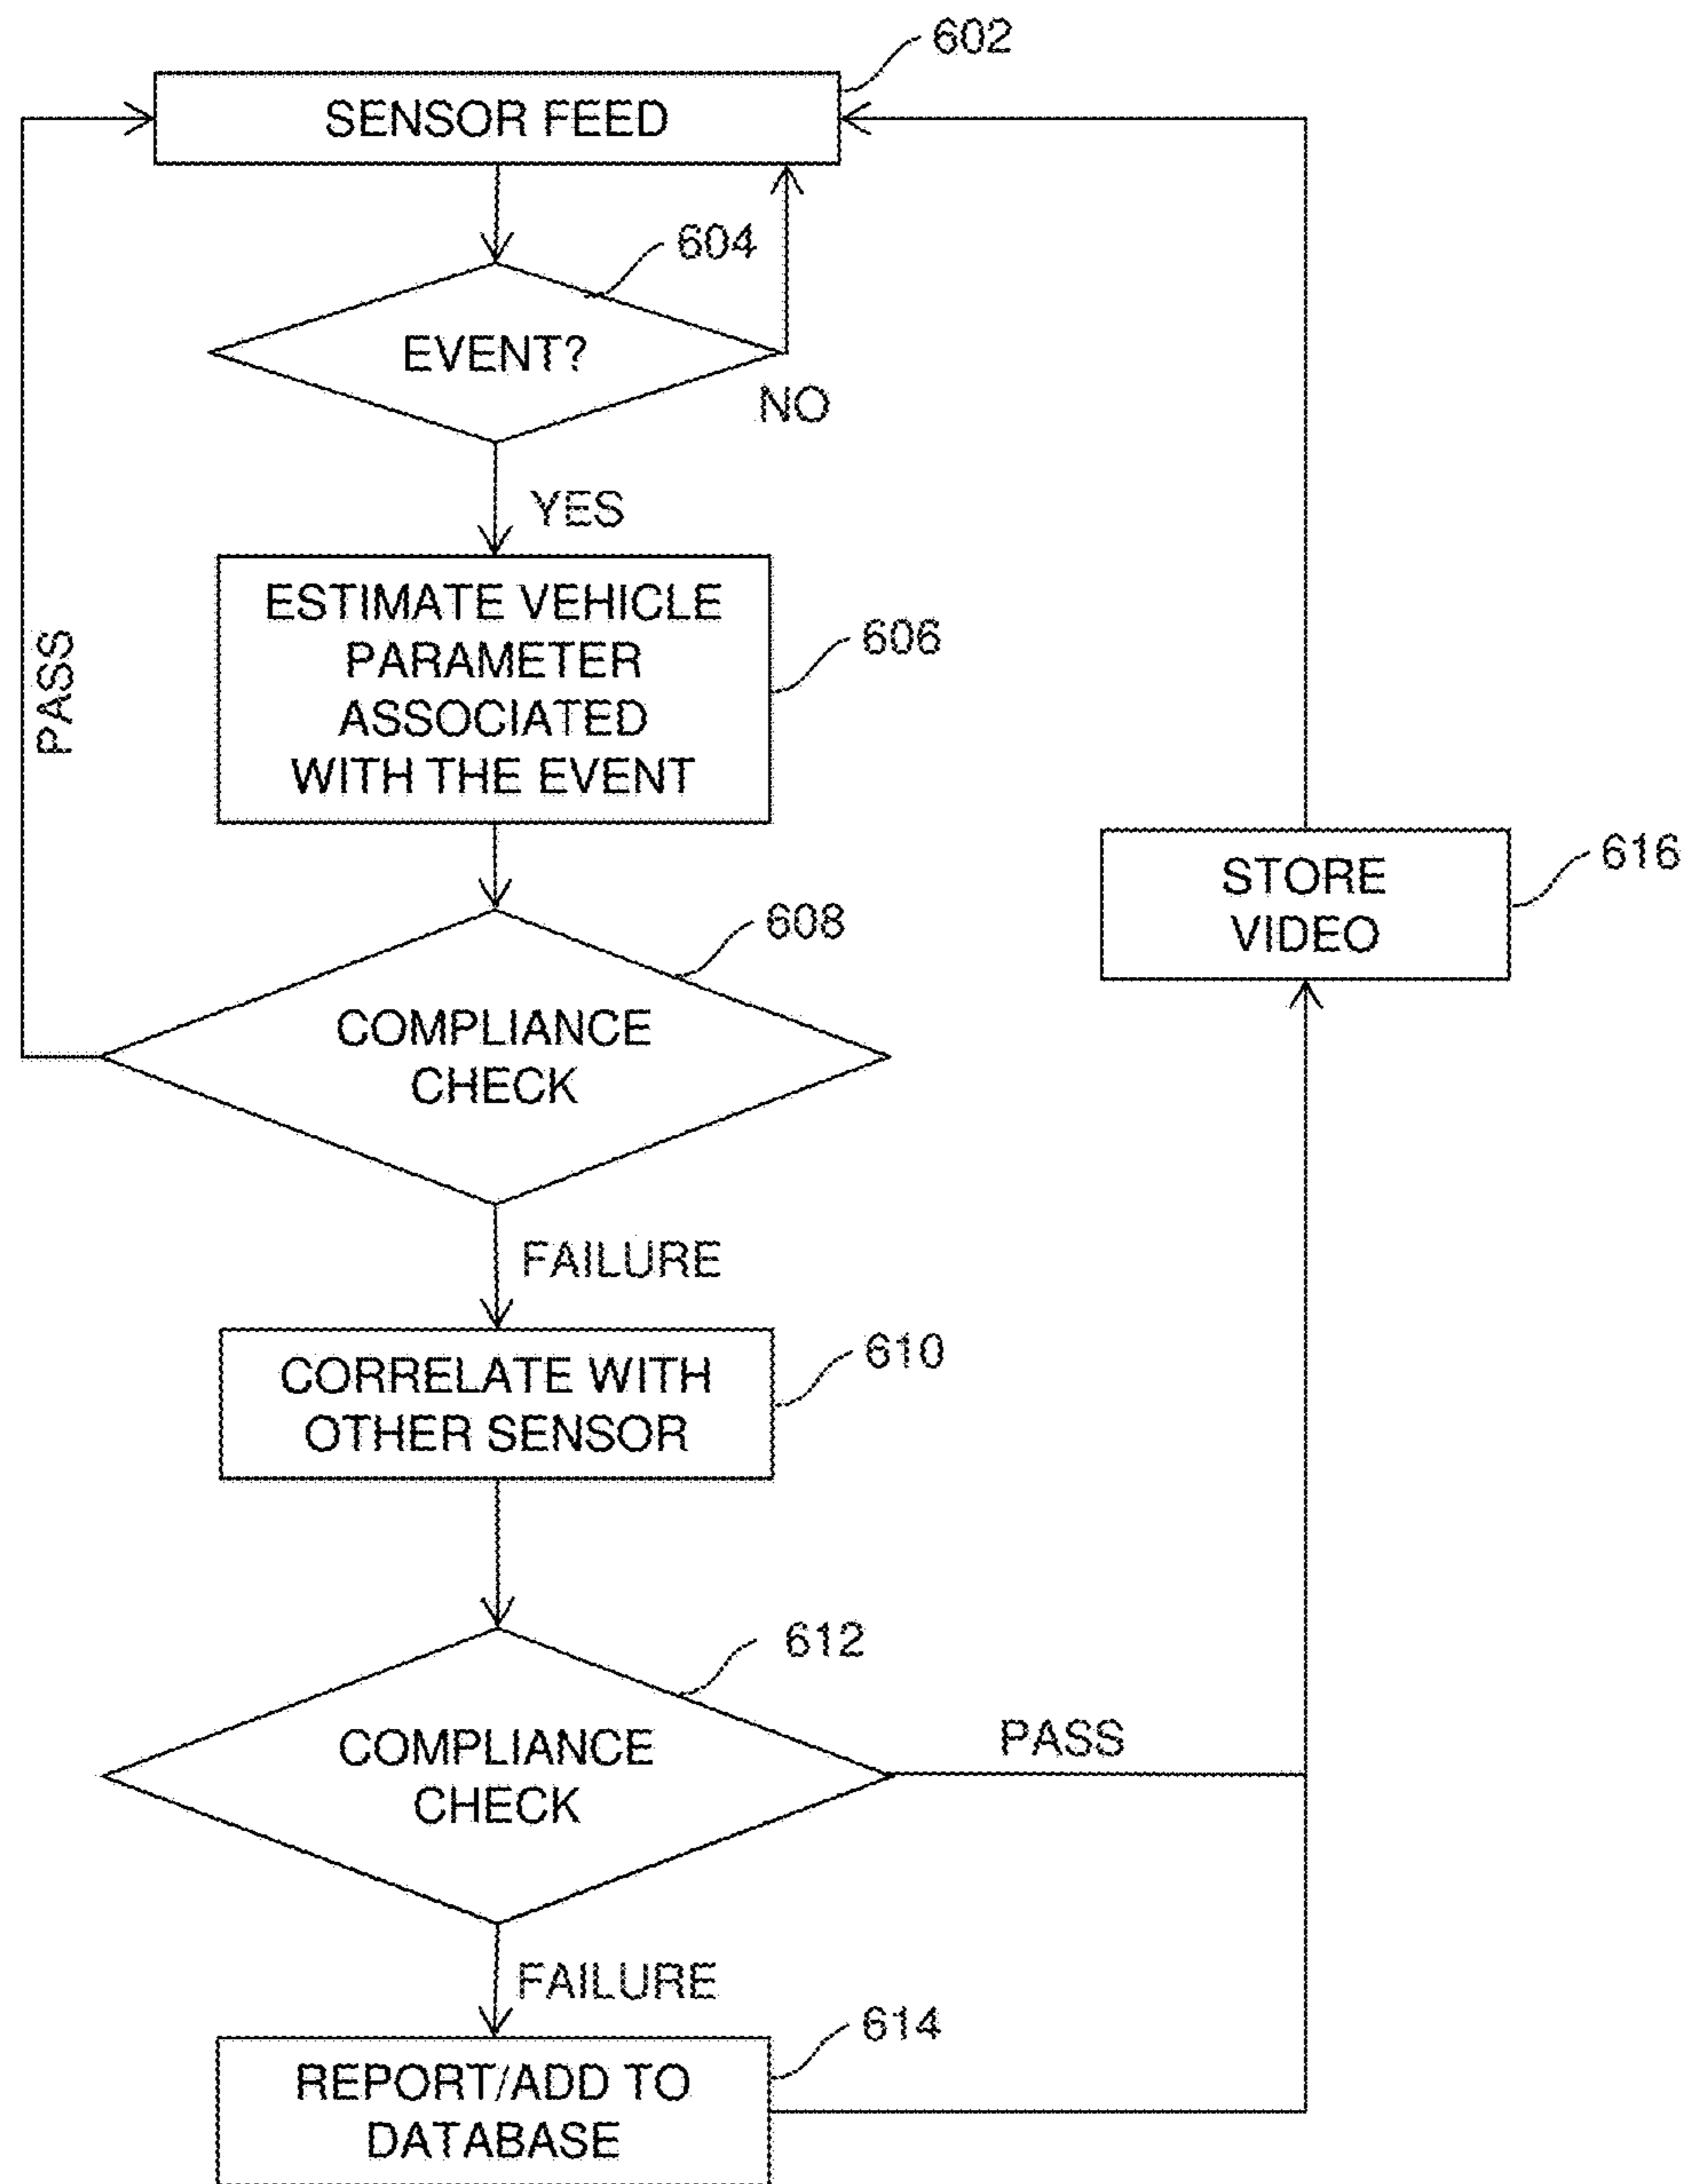 602
SENSOR FEED
604
EVENT?
NO
YES
ESTIMATE VEHICLE
PARAMETER
ASSOCIATED
WITH THE EVENT
606
PASS
STORE
VIDEO
616
608
COMPLIANCE
CHECK
FAILURE
CORRELATE WITH
OTHER SENSOR
610
612
COMPLIANCE
CHECK
PASS
FAILURE
614
REPORT/ADD TO
DATABASE